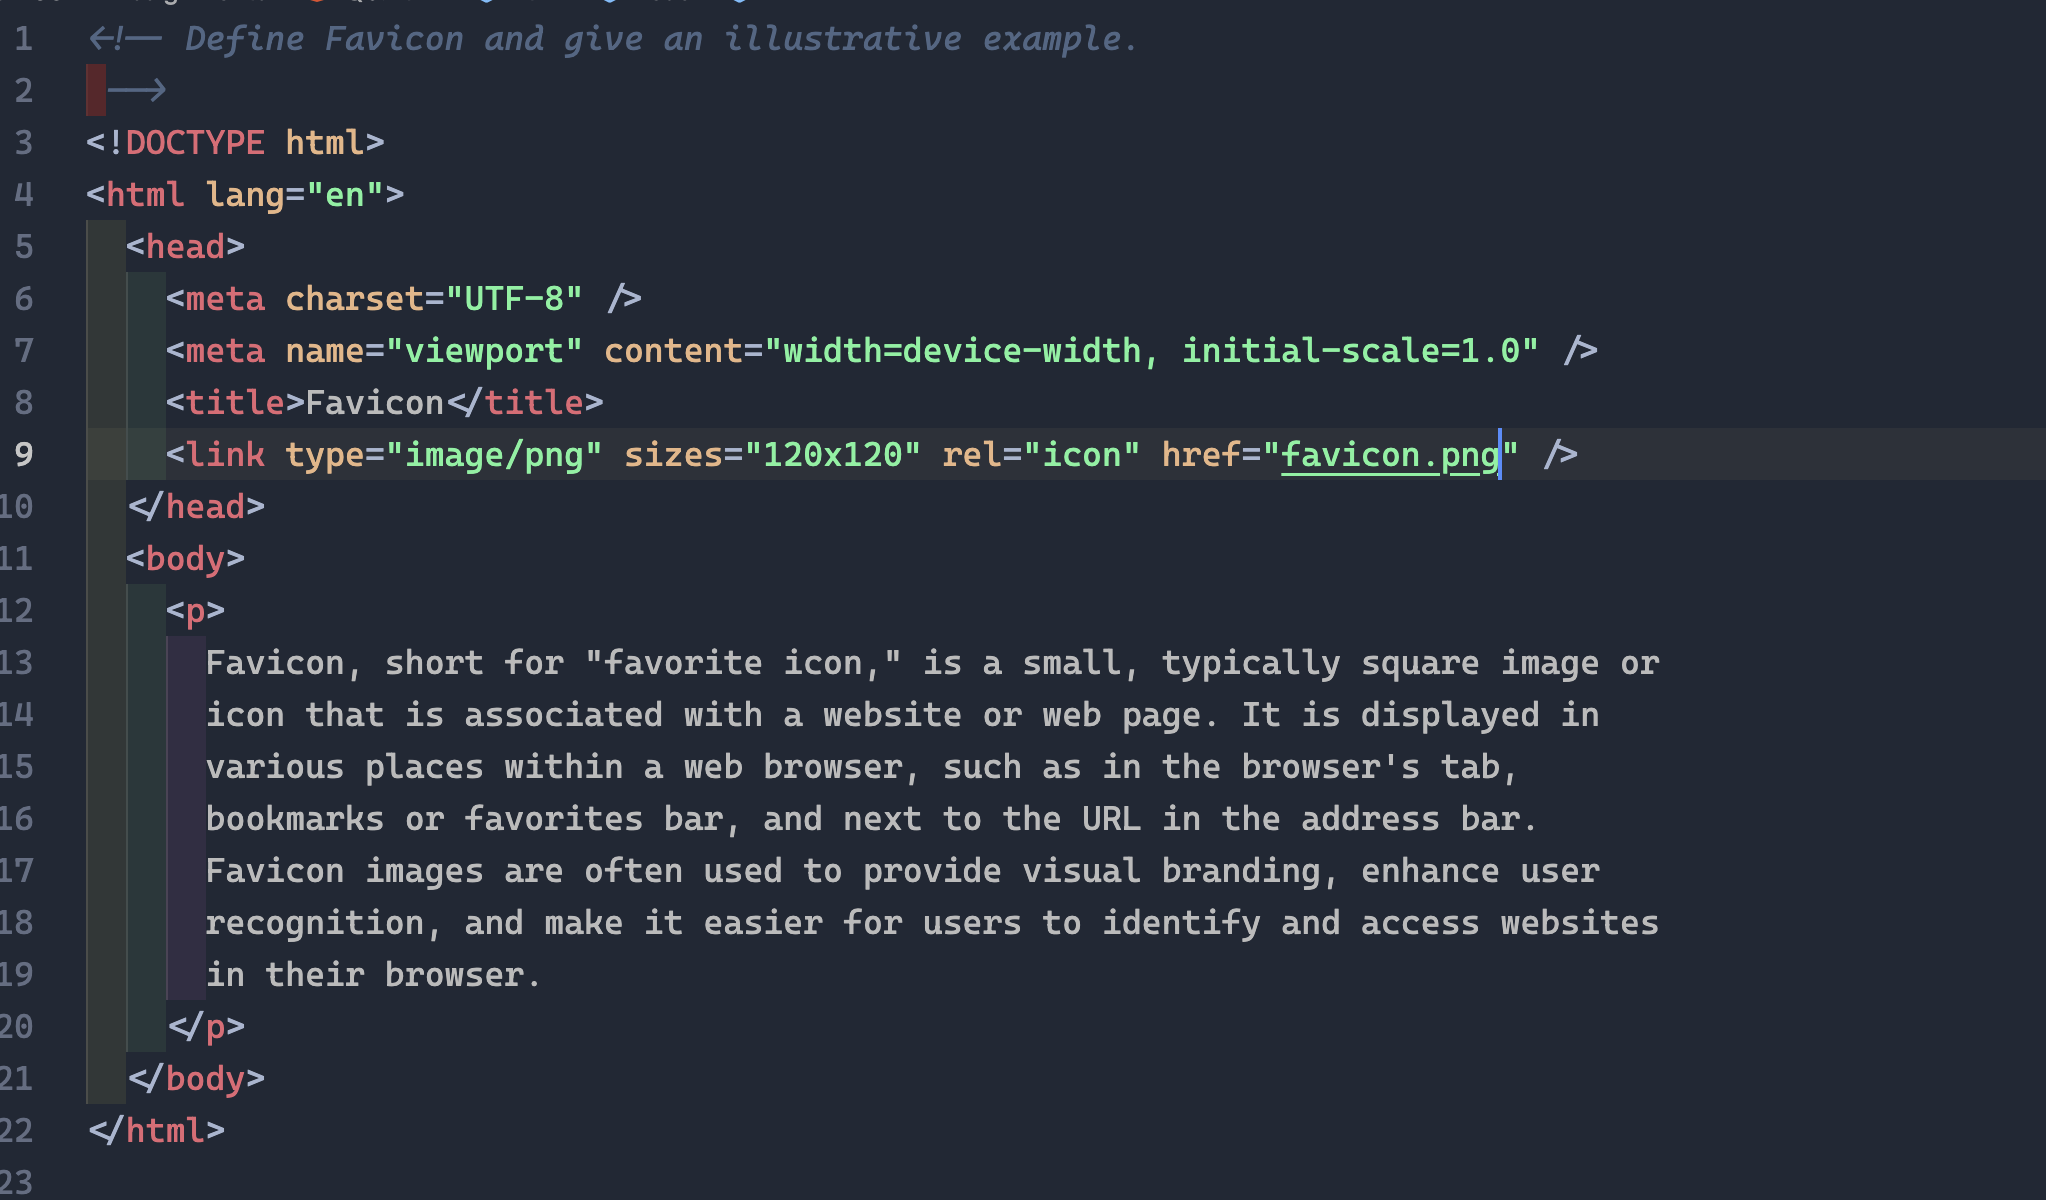 1 <!-- Define Favicon and give an illustrative example.
2  -->
3 <!DOCTYPE html>
4 <html lang="en">
5   <head>
6     <meta charset="UTF-8" />
7     <meta name="viewport" content="width=device-width, initial-scale=1.0" />
8     <title>Favicon</title>
9     <link type="image/png" sizes="120x120" rel="icon" href="favicon.png" />
10   </head>
11   <body>
12     <p>
13       Favicon, short for "favorite icon," is a small, typically square image or
14       icon that is associated with a website or web page. It is displayed in
15       various places within a web browser, such as in the browser's tab,
16       bookmarks or favorites bar, and next to the URL in the address bar.
17       Favicon images are often used to provide visual branding, enhance user
18       recognition, and make it easier for users to identify and access websites
19       in their browser.
20     </p>
21   </body>
22 </html>
23